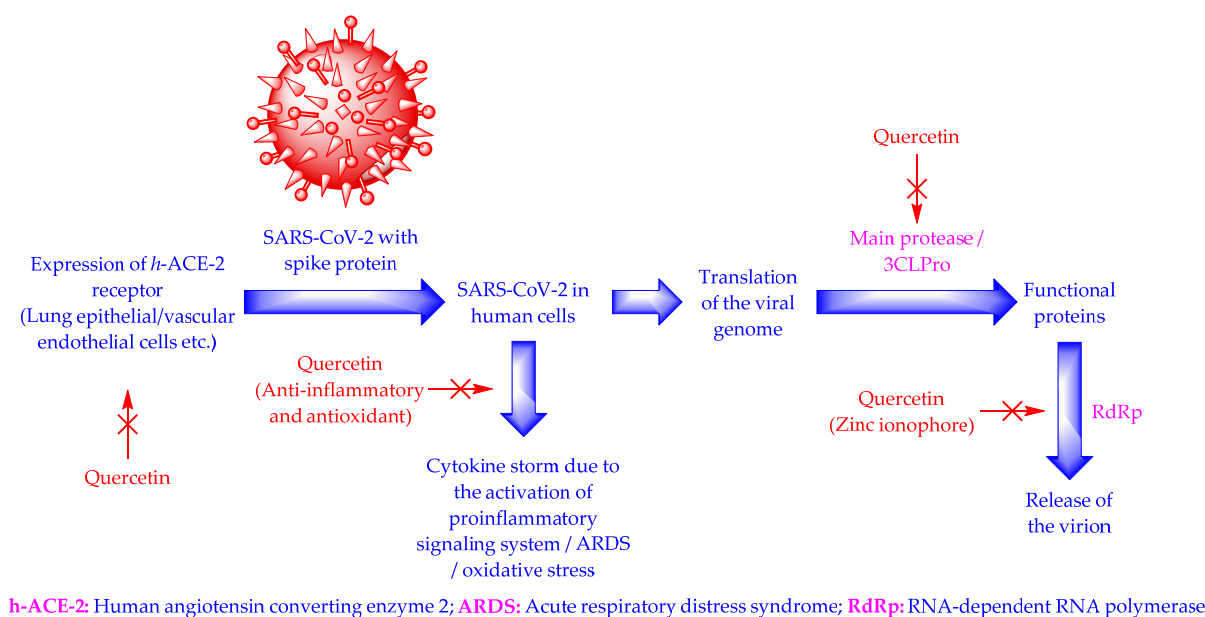 Quercetin
SARS-CoV-2 with
spike protein
Main protease /
3CLPro
Expression of h-ACE-2
receptor
(Lung epithelial/vascular
endothelial cells etc.)
SARS-CoV-2 in
human cells
Translation
of the viral
genome
Functional
proteins
Quercetin
(Anti-inflammatory
and antioxidant)
Quercetin
(Zinc ionophore)
RdRp
Quercetin
Cytokine storm due to
the activation of
proinflammatory
signaling system / ARDS
/ oxidative stress
Release of
the virion
h-ACE-2: Human angiotensin converting enzyme 2; ARDS: Acute respiratory distress syndrome; RdRp: RNA-dependent RNA polymerase